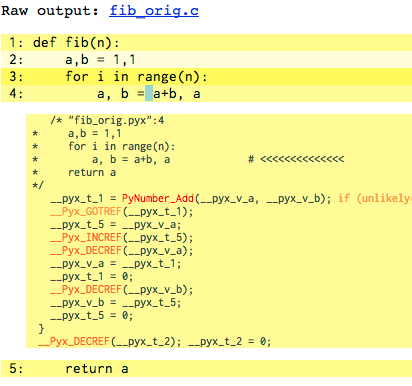 Raw output: fib_orig.c
1: def fib(n):
2:     a,b = 1,1
3:     for i in range(n):
4:         a, b = a+b, a
/* "fib_orig.pyx":4
*     a,b = 1,1
*     for i in range(n):
*         a, b = a+b, a             # <<<<<<<<<<<<<<
*     return a
*/
__pyx_t_1 = PyNumber_Add(__pyx_v_a, __pyx_v_b); if (unlikely
__Pyx_GOTREF(__pyx_t_1);
__pyx_t_5 = __pyx_v_a;
__Pyx_INCREF(__pyx_t_5);
__Pyx_DECREF(__pyx_v_a);
__pyx_v_a = __pyx_t_1;
__pyx_t_1 = 0;
__Pyx_DECREF(__pyx_v_b);
__pyx_v_b = __pyx_t_5;
__pyx_t_5 = 0;
}
__Pyx_DECREF(__pyx_t_2); __pyx_t_2 = 0;
5:     return a